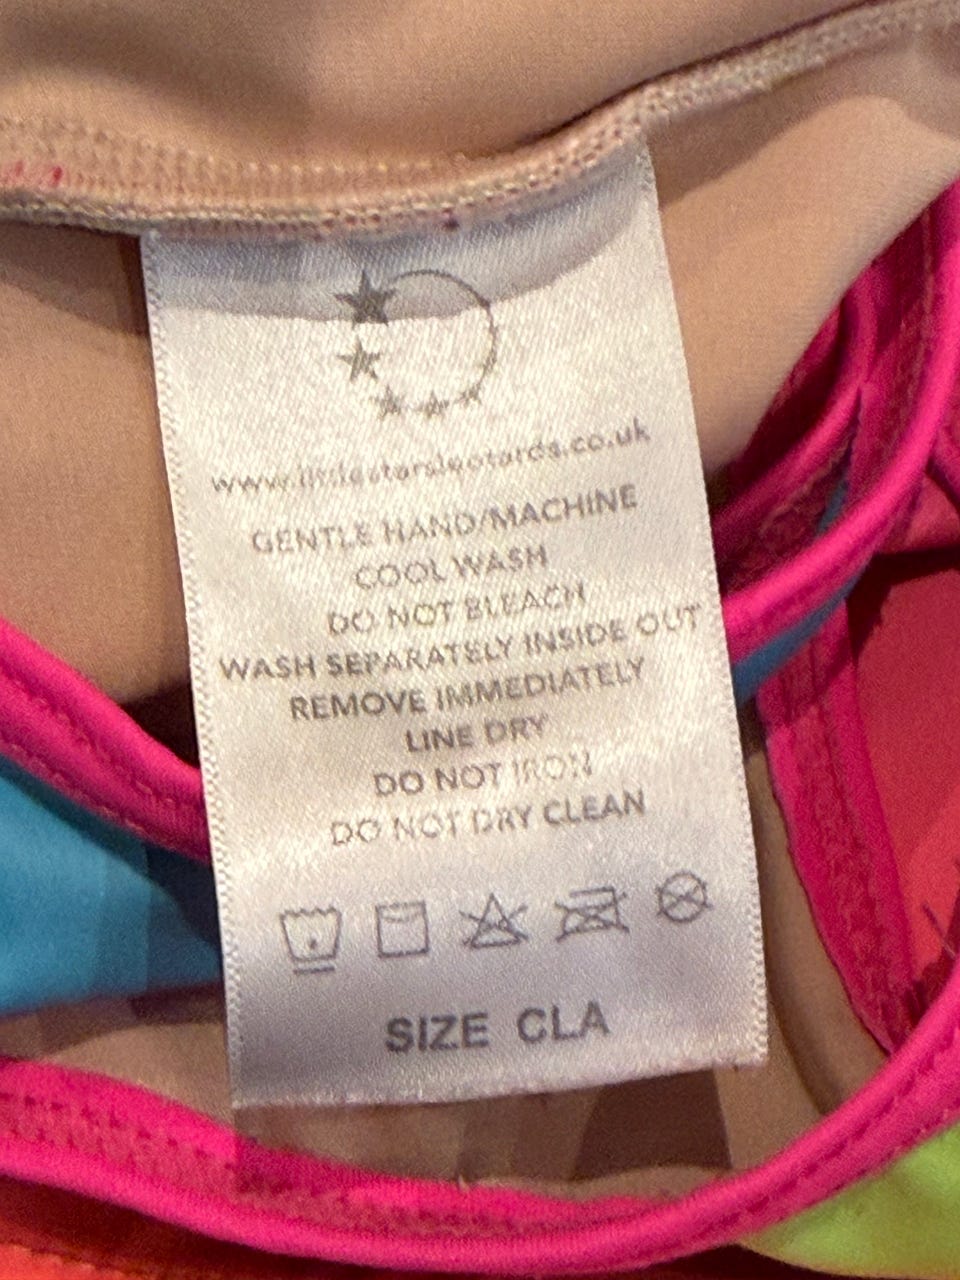 www.littlestarsleotards.co.uk
GENTLE HAND/MACHINE
COOL WASH
DO NOT BLEACH
WASH SEPARATELY INSIDE OUT
REMOVE IMMEDIATELY
LINE DRY
DO NOT IRON
DO NOT DRY CLEAN
SIZE CLA